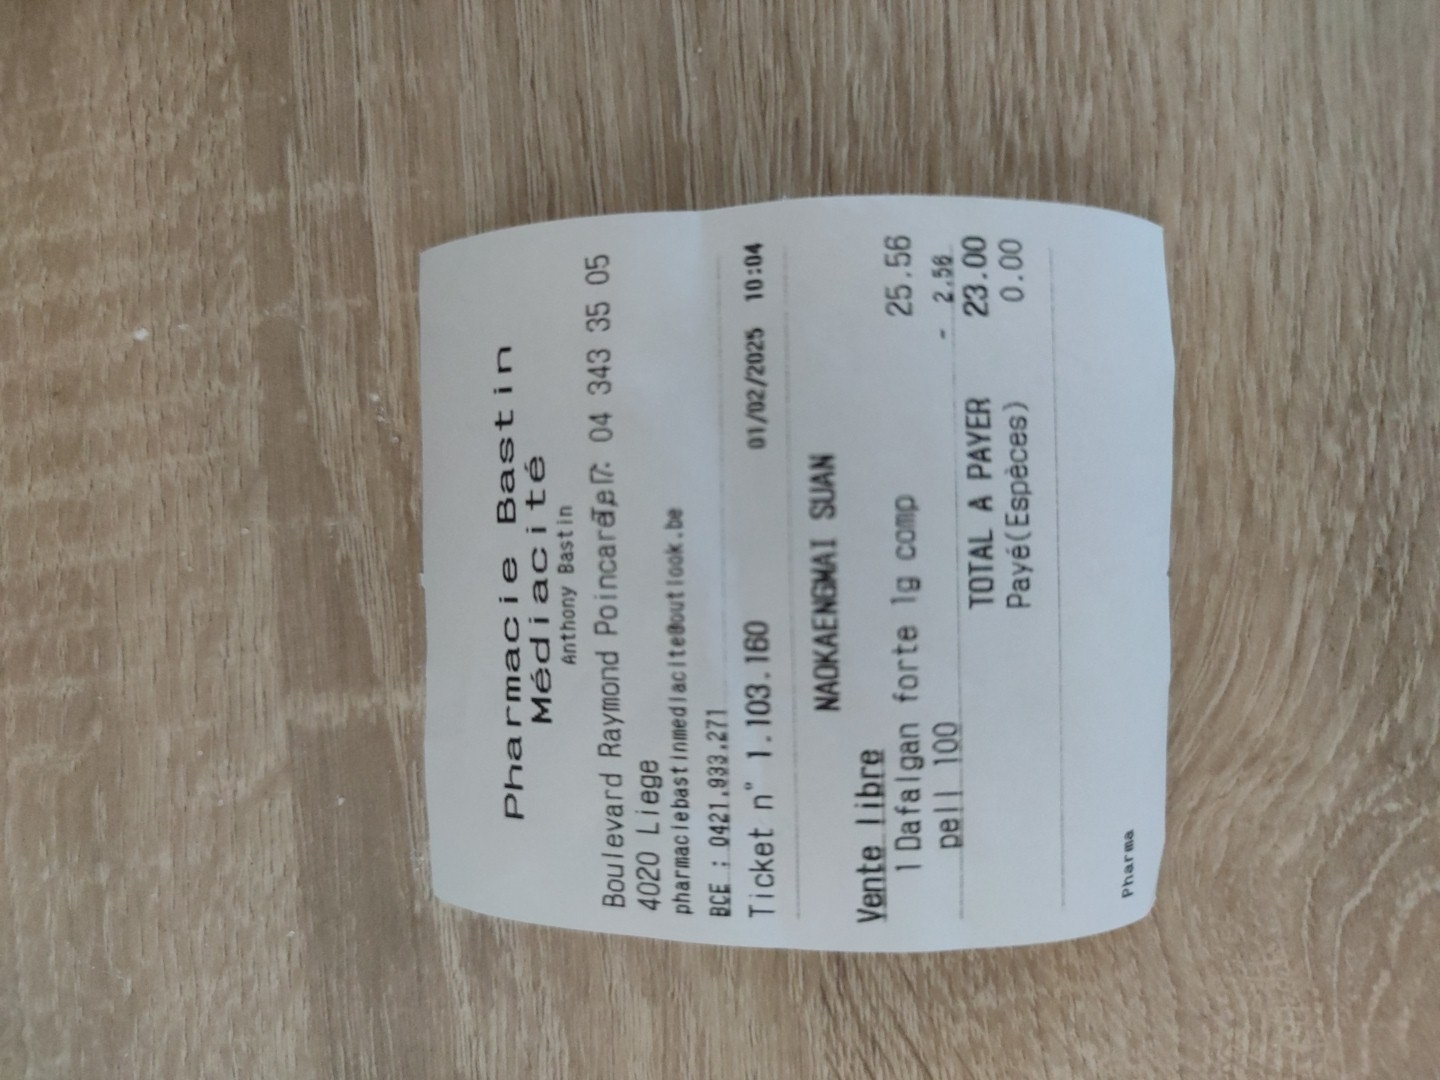 Pharmacie Bastin
Médiacité
Anthony Bastin
Boulevard Raymond Poincaré, 7: 04 343 35 05
4020 Liege
pharmaciebastinmediacite@outlook.be
BCE : 0421.933.271
Ticket n° 1.103.160 01/02/2025 10:04
NAOKAENGMAI SUAN
Vente libre
1 Dafalgan forte 1g comp 25.56
pell 100 - 2.56
TOTAL A PAYER 23.00
Payé(Espèces) 0.00
Pharma